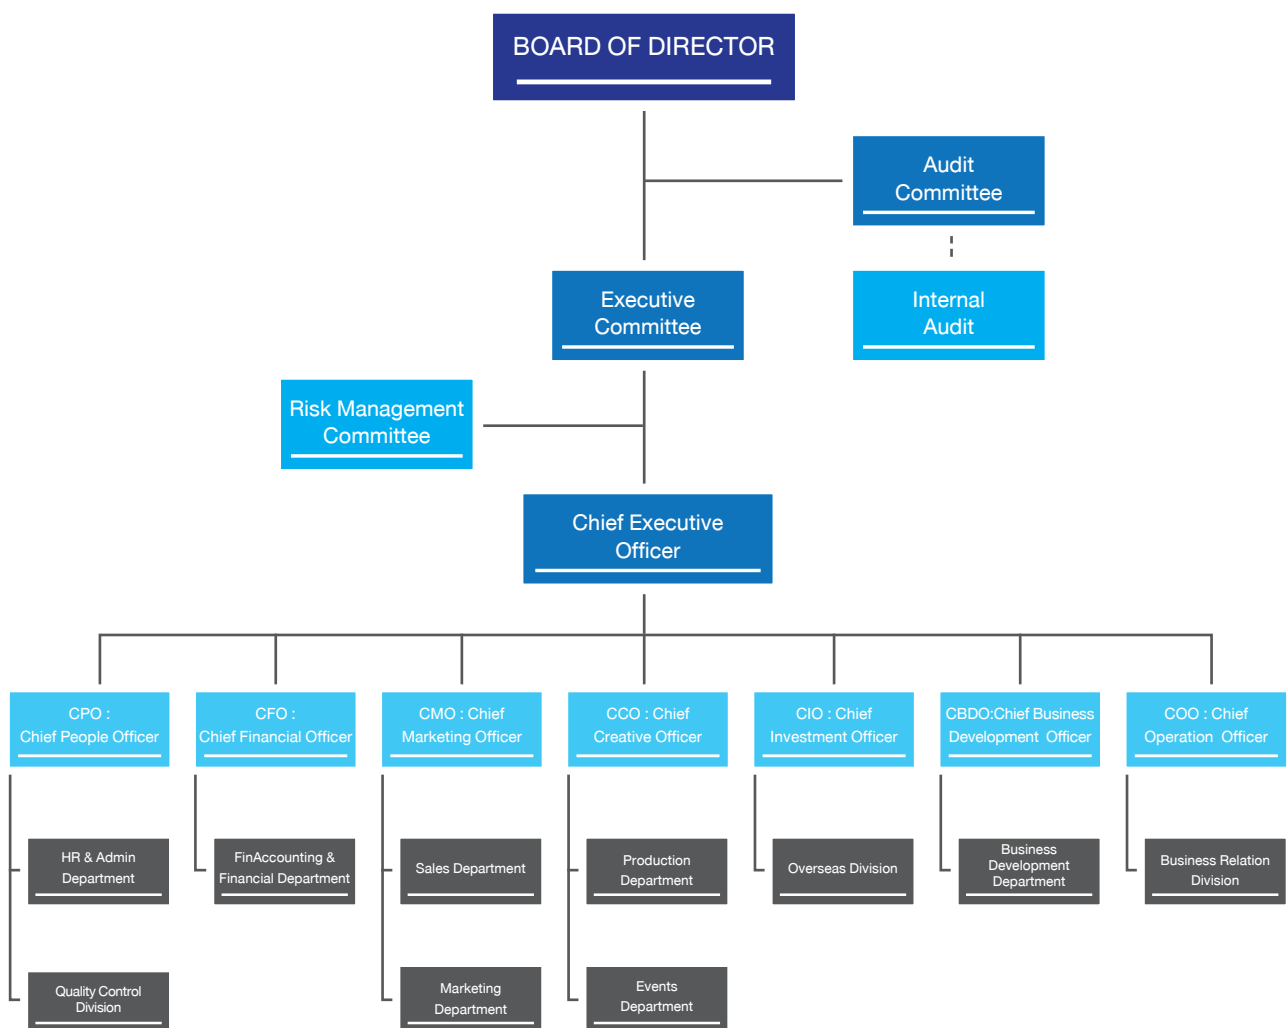 BOARD OF DIRECTOR
Audit
Committee
Executive
Committee
Internal
Audit
Risk Management
Committee
Chief Executive
Officer
CPO :
Chief People Officer
CFO :
Chief Financial Officer
CMO : Chief
Marketing Officer
CCO : Chief
Creative Officer
CIO : Chief
Investment Officer
CBDO:Chief Business
Development Officer
COO : Chief
Operation Officer
HR & Admin
Department
FinAccounting &
Financial Department
Sales Department
Production
Department
Overseas Division
Business
Development
Department
Business Relation
Division
Quality Control
Division
Marketing
Department
Events
Department